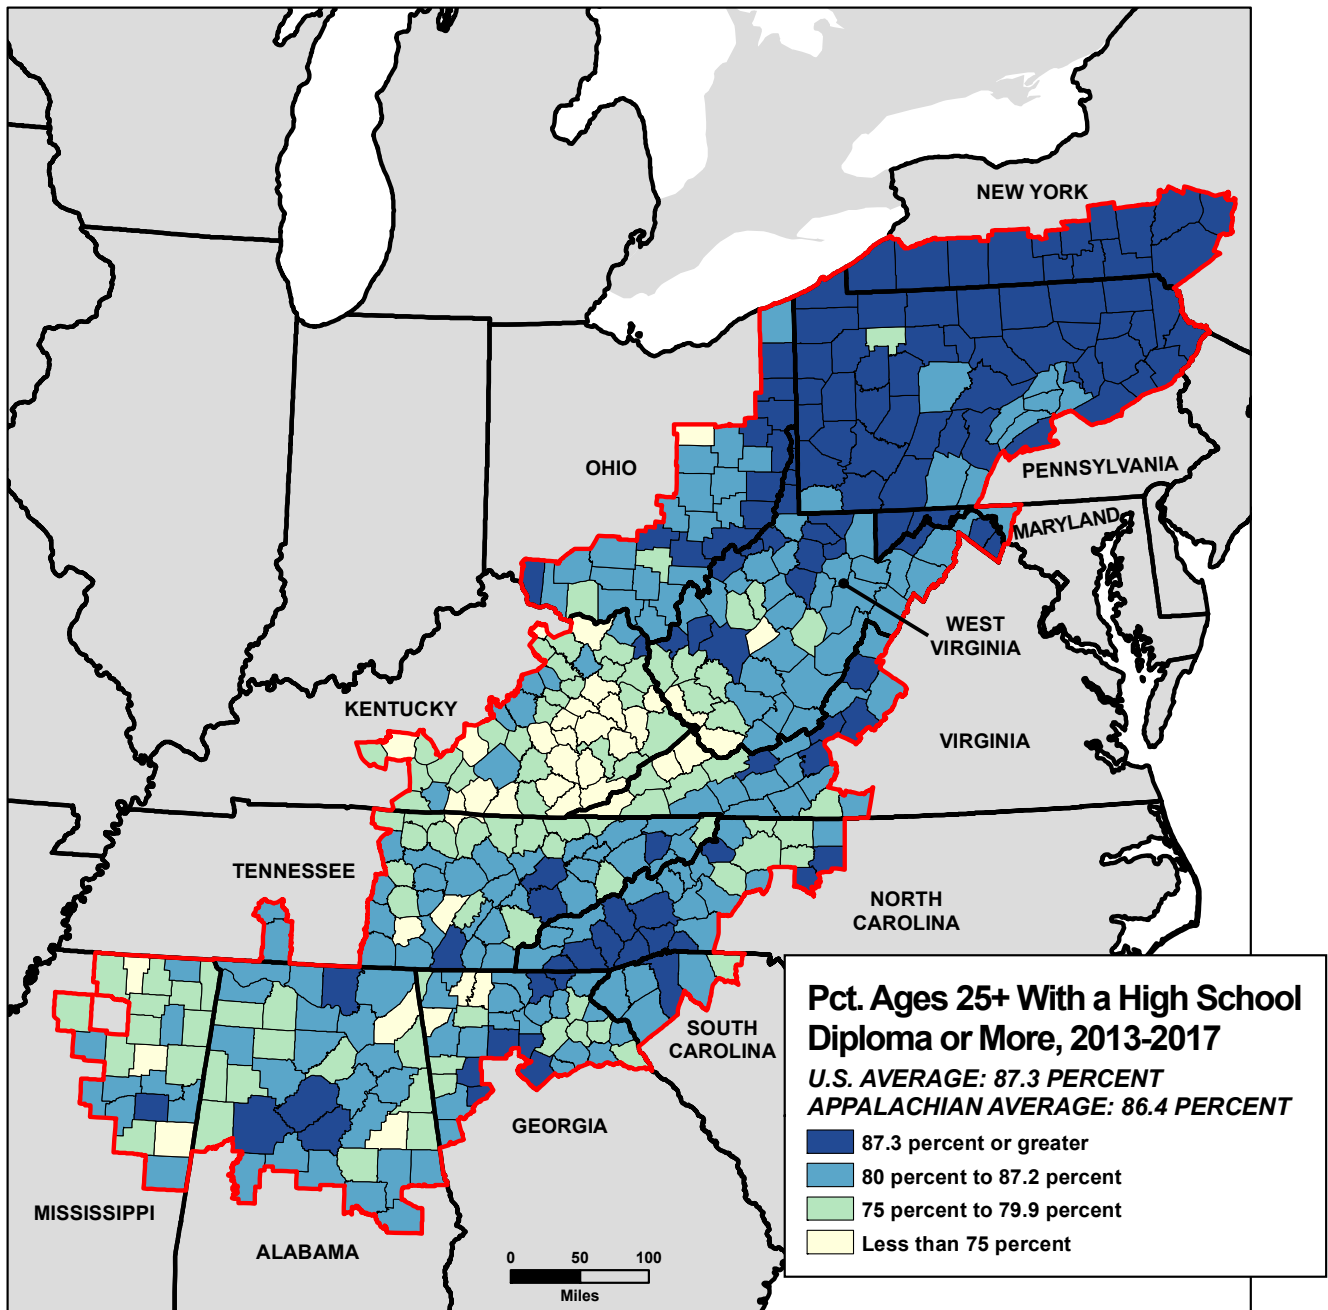 NEW YORK
OHIO
PENNSYLVANIA
MARYLAND
WEST
VIRGINIA
KENTUCKY
VIRGINIA
TENNESSEE
NORTH
CAROLINA
SOUTH
CAROLINA
GEORGIA
MISSISSIPPI
ALABAMA
0 50 100
Miles
Pct. Ages 25+ With a High School
Diploma or More, 2013-2017
U.S. AVERAGE: 87.3 PERCENT
APPALACHIAN AVERAGE: 86.4 PERCENT
87.3 percent or greater
80 percent to 87.2 percent
75 percent to 79.9 percent
Less than 75 percent